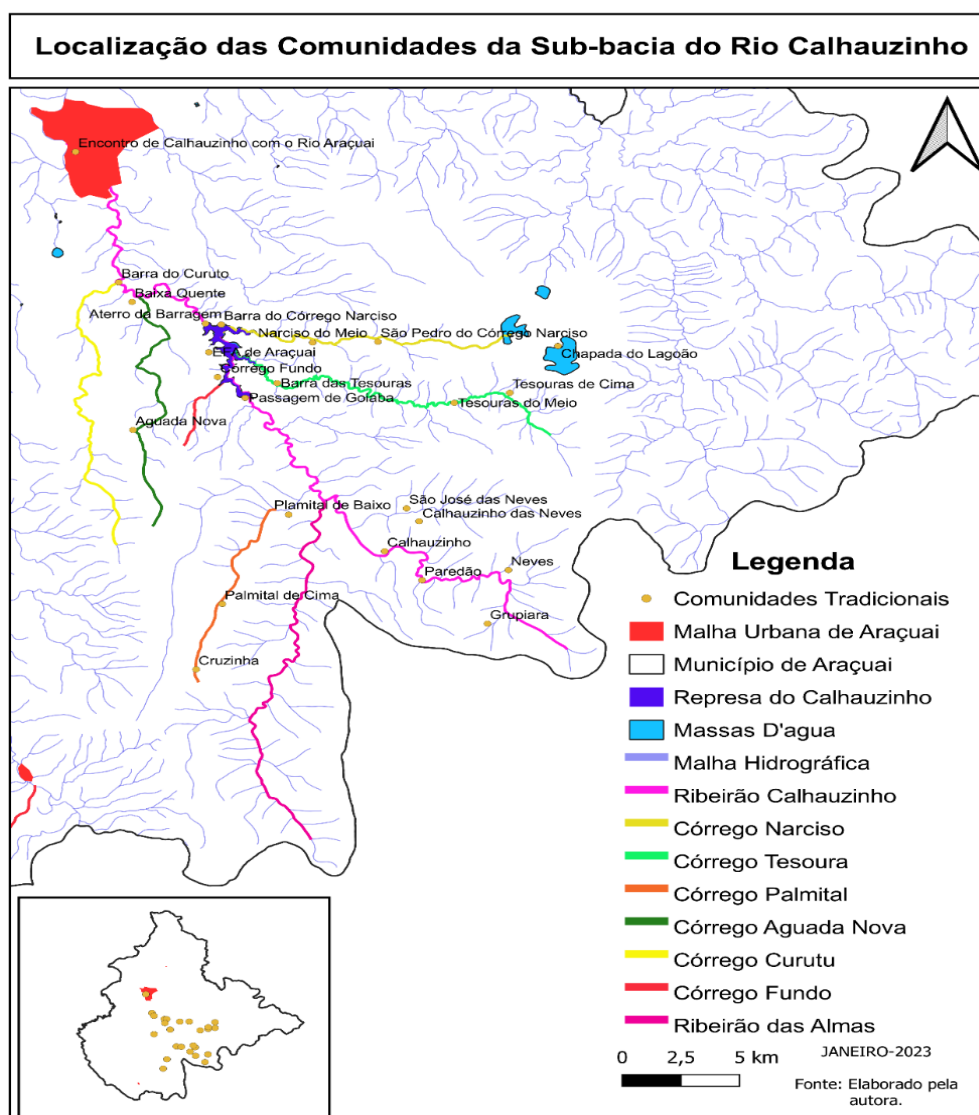 Localização das Comunidades da Sub-bacia do Rio Calhauzinho
Encontro de Calhauzinho com o Rio Araçuai
Barra do Curuto
Baixa Quente
Aterro da Barragem
Barra do Córrego Narciso
Narciso do Meio
São Pedro do Córrego Narciso
Chapada do Lagoão
EFA de Araçuai
Córrego Fundo
Barra das Tesouras
Tesouras de Cima
Passagem de Goiaba
Tesouras do Meio
Aguada Nova
São José das Neves
Plamital de Baixo
Calhauzinho das Neves
Calhauzinho
Neves
Paredão
Palmital de Cima
Grupiara
Cruzinha
Legenda
Comunidades Tradicionais
Malha Urbana de Araçuai
Município de Araçuai
Represa do Calhauzinho
Massas D'agua
Malha Hidrográfica
Ribeirão Calhauzinho
Córrego Narciso
Córrego Tesoura
Córrego Palmital
Córrego Aguada Nova
Córrego Curutu
Córrego Fundo
Ribeirão das Almas
0 2,5 5 km
JANEIRO-2023
Fonte: Elaborado pela
autora.